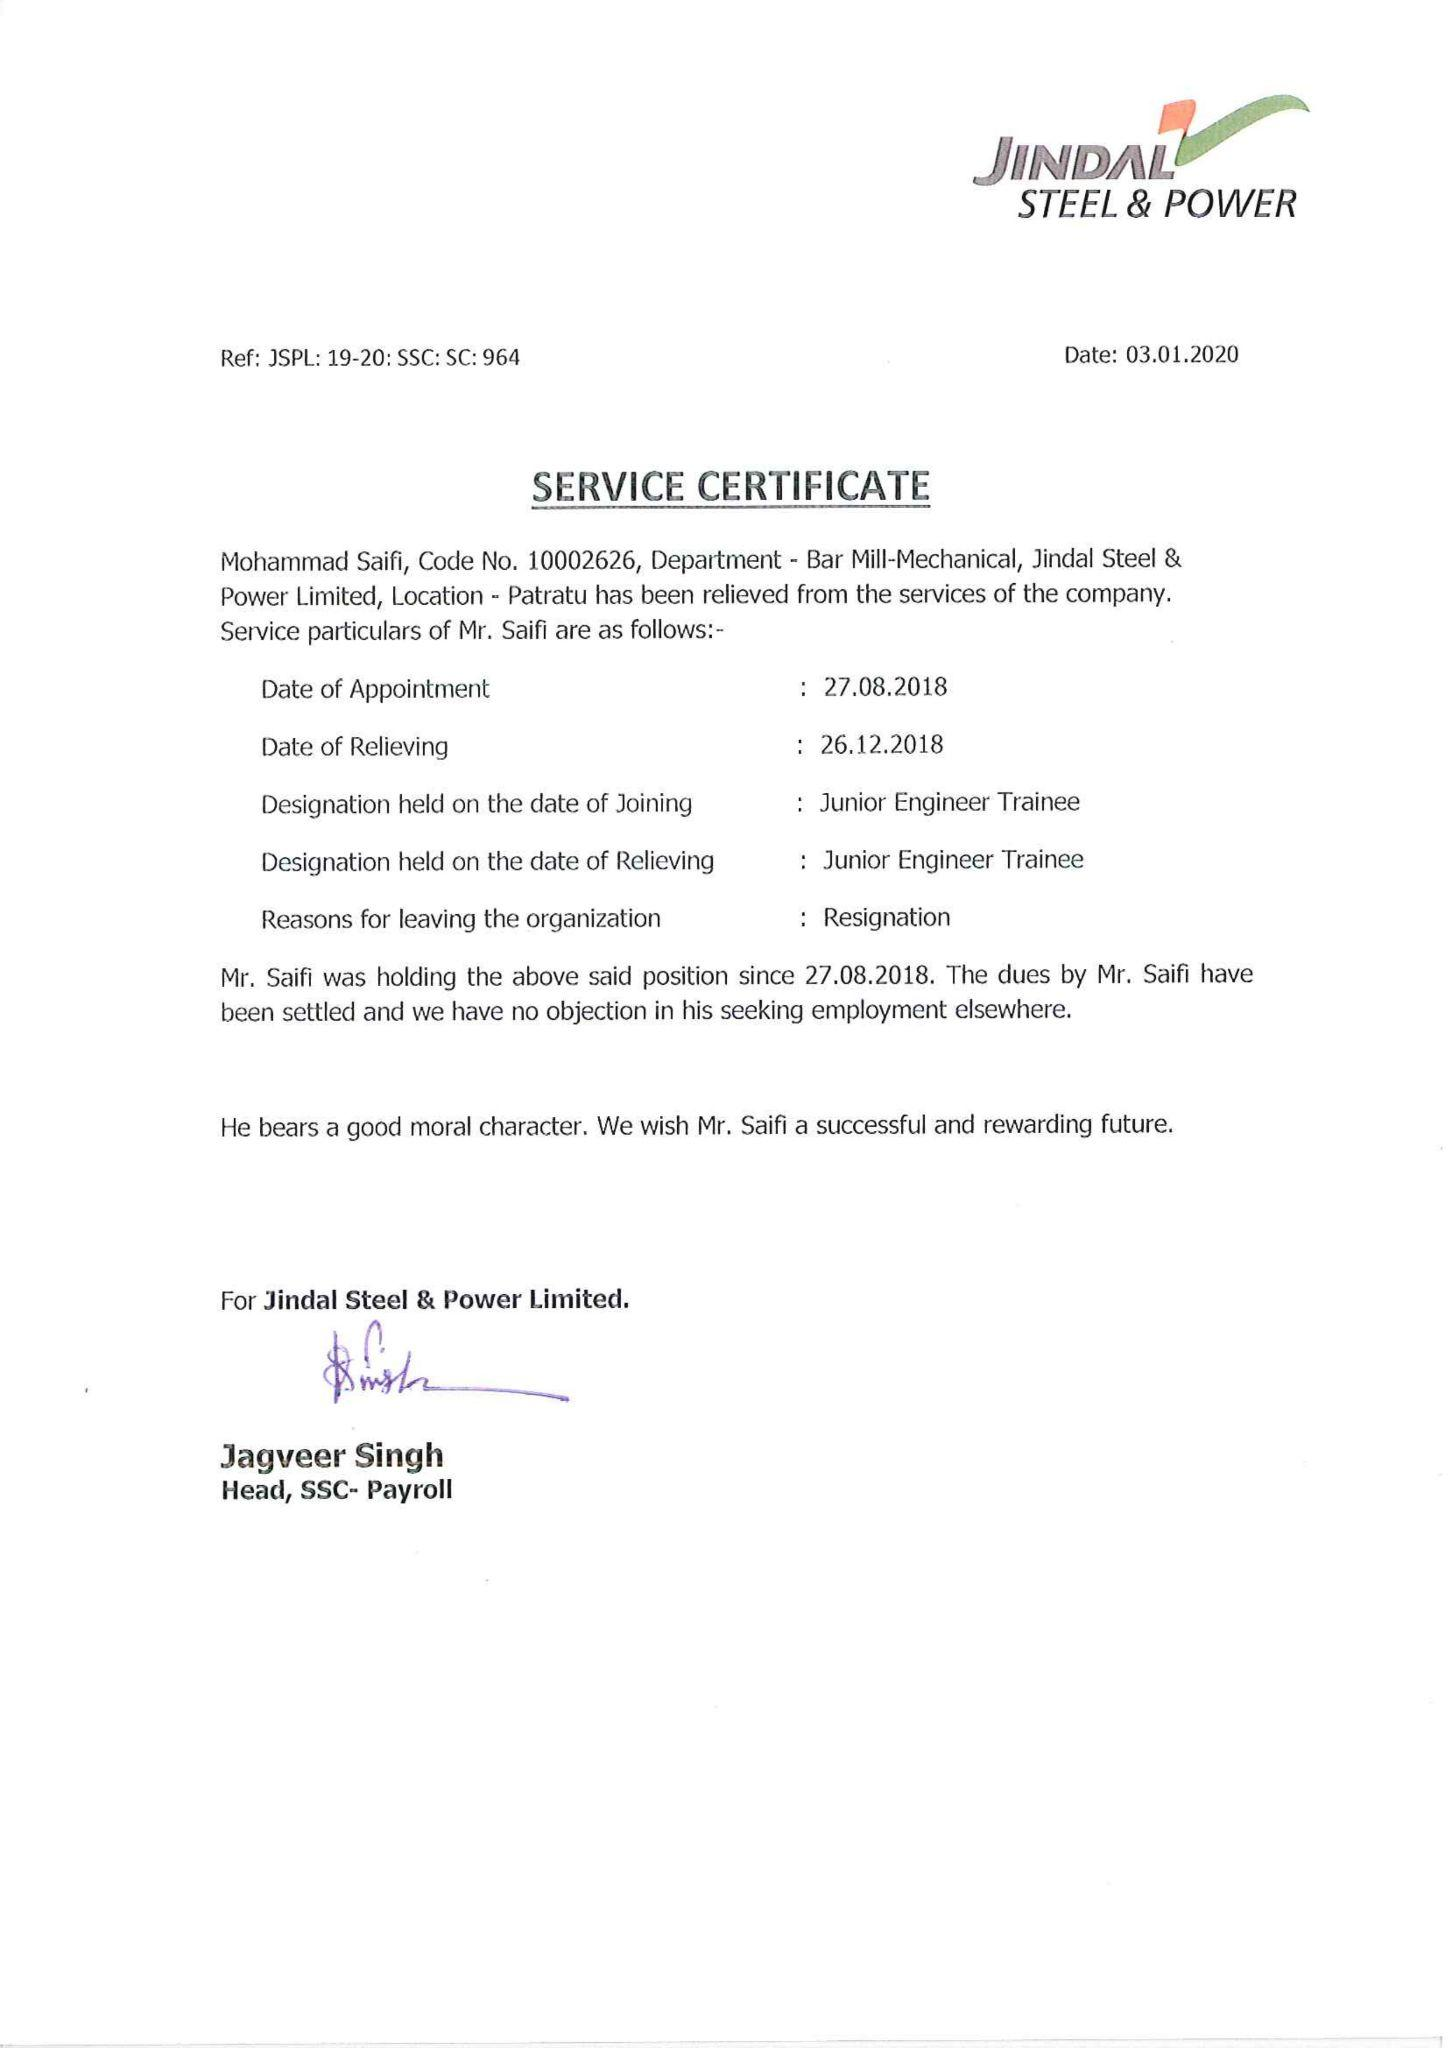 JINDAL
STEEL & POWER
Ref: JSPL: 19-20: SSC: SC: 964
Date: 03.01.2020
SERVICE CERTIFICATE
Mohammad Saifi, Code No. 10002626, Department - Bar Mill-Mechanical, Jindal Steel &
Power Limited, Location - Patratu has been relieved from the services of the company.
Service particulars of Mr. Saifi are as follows:-
Date of Appointment : 27.08.2018
Date of Relieving : 26.12.2018
Designation held on the date of Joining : Junior Engineer Trainee
Designation held on the date of Relieving : Junior Engineer Trainee
Reasons for leaving the organization : Resignation
Mr. Saifi was holding the above said position since 27.08.2018. The dues by Mr. Saifi have
been settled and we have no objection in his seeking employment elsewhere.
He bears a good moral character. We wish Mr. Saifi a successful and rewarding future.
For Jindal Steel & Power Limited.
Jagveer Singh
Head, SSC- Payroll